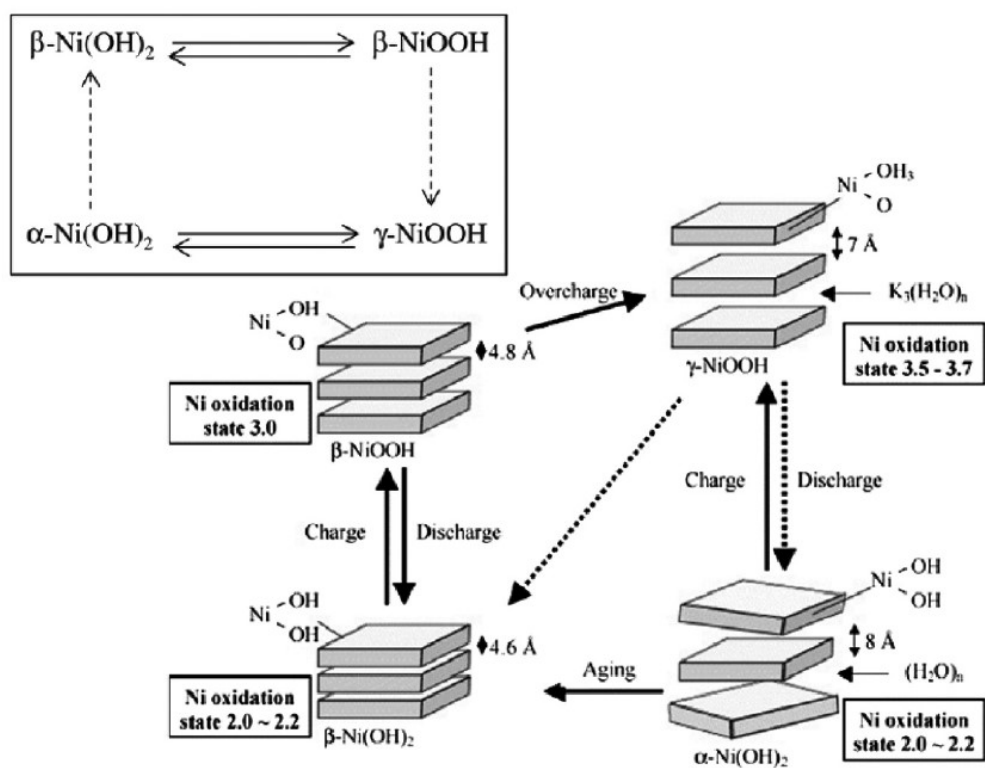 β-Ni(OH)₂ β-NiOOH
α-Ni(OH)₂ γ-NiOOH
Ni OH₃
O
7 Å
K₃(H₂O)ₙ
γ-NiOOH
Ni oxidation
state 3.5 - 3.7
Overcharge
Ni OH
O
4.8 Å
Ni oxidation
state 3.0
β-NiOOH
Charge Discharge
Charge Discharge
Ni OH
OH
4.6 Å
Ni oxidation
state 2.0 ~ 2.2
β-Ni(OH)₂
Aging
Ni OH
OH
8 Å
(H₂O)ₙ
Ni oxidation
state 2.0 ~ 2.2
α-Ni(OH)₂